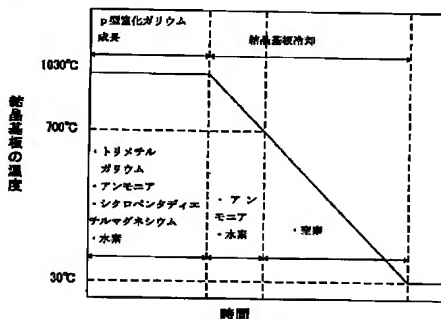 p型窒化ガリウム
成長
結晶基板冷却
1030℃
700℃
30℃
結晶基板の温度
・トリメチル
ガリウム
・アンモニア
・シクロペンタディエ
チルマグネシウム
・水素
・アン
モニア
・水素
・窒素
時間